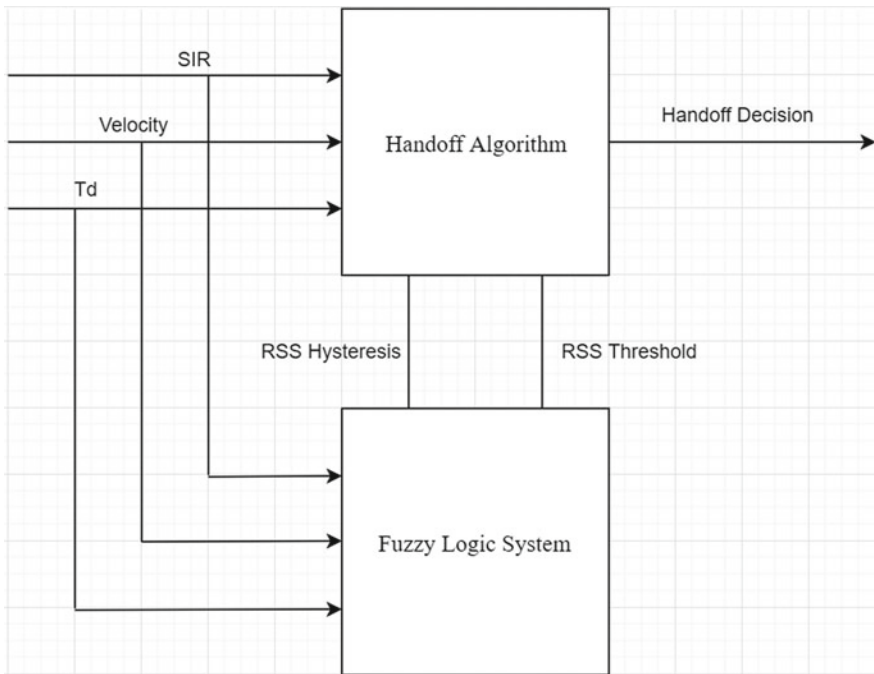 SIR
Velocity
Td
Handoff Algorithm
Handoff Decision
RSS Hysteresis
RSS Threshold
Fuzzy Logic System